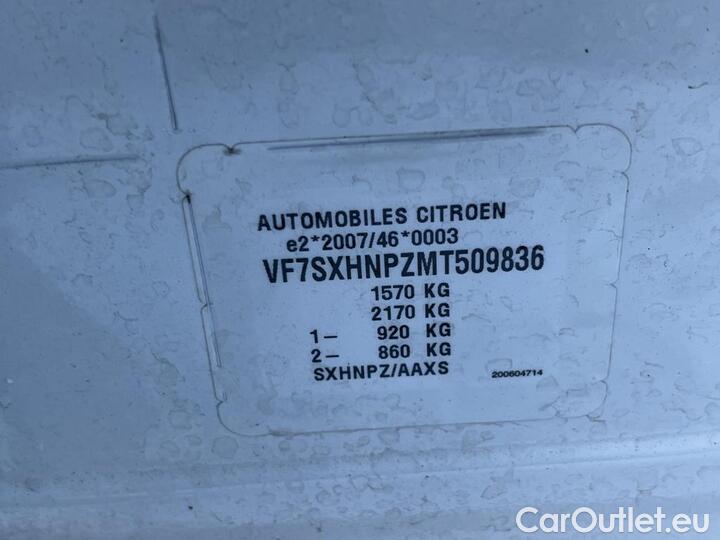 AUTOMOBILES CITROEN
e2*2007/46*0003
VF7SXHNPZMT509836
1570 KG
2170 KG
1– 920 KG
2– 860 KG
SXHNPZ/AAXS 200604714
CarOutlet.eu